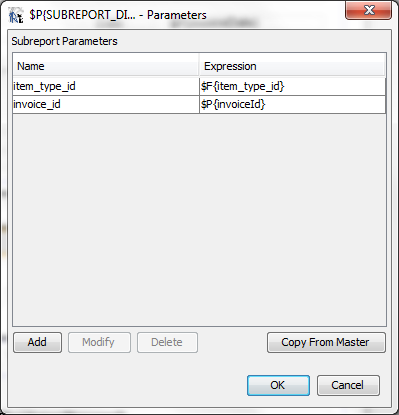 $P{SUBREPORT_DI... - Parameters
Subreport Parameters
Name Expression
item_type_id $F{item_type_id}
invoice_id $P{invoiceId}
Add Modify Delete Copy From Master
OK Cancel